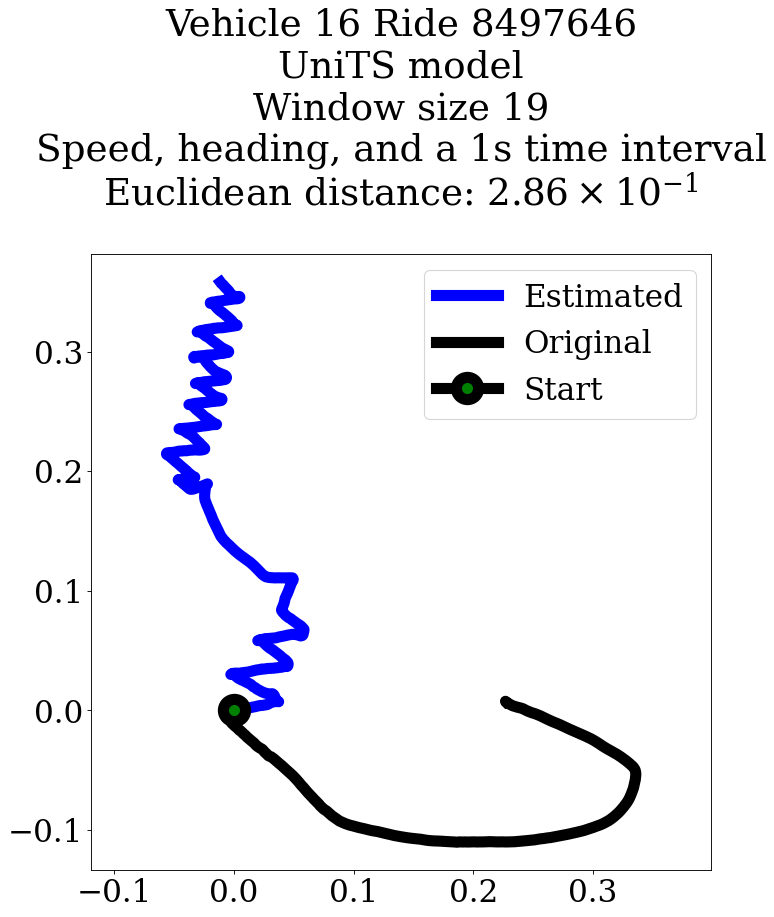 Vehicle 16 Ride 8497646
UniTS model
Window size 19
Speed, heading, and a 1s time interval
Euclidean distance: 2.86 × 10⁻¹
Estimated
Original
Start
0.3
0.2
0.1
0.0
−0.1
−0.1 0.0 0.1 0.2 0.3